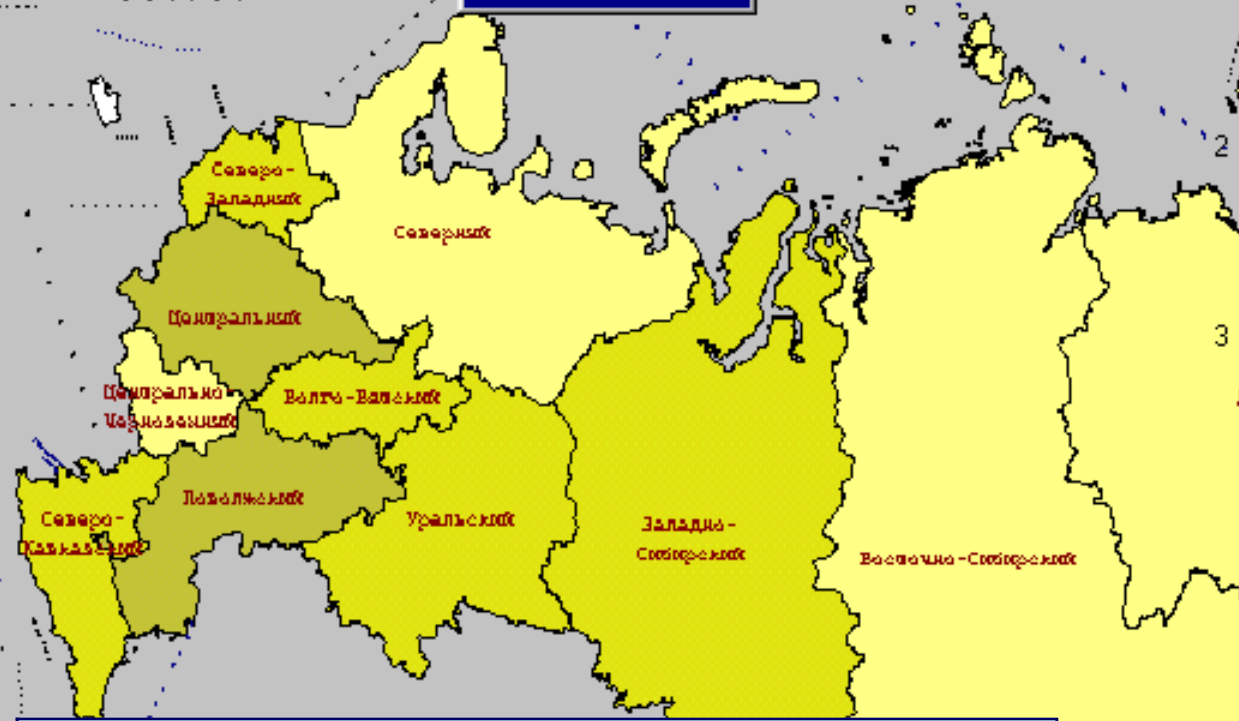 2
Северо-
Западный
Северный
Центральный
3
Центрально-
Черноземный
Волго-Вятский
Поволжский
Северо-
Кавказский
Уральский
Западно-
Сибирский
Восточно-Сибирский